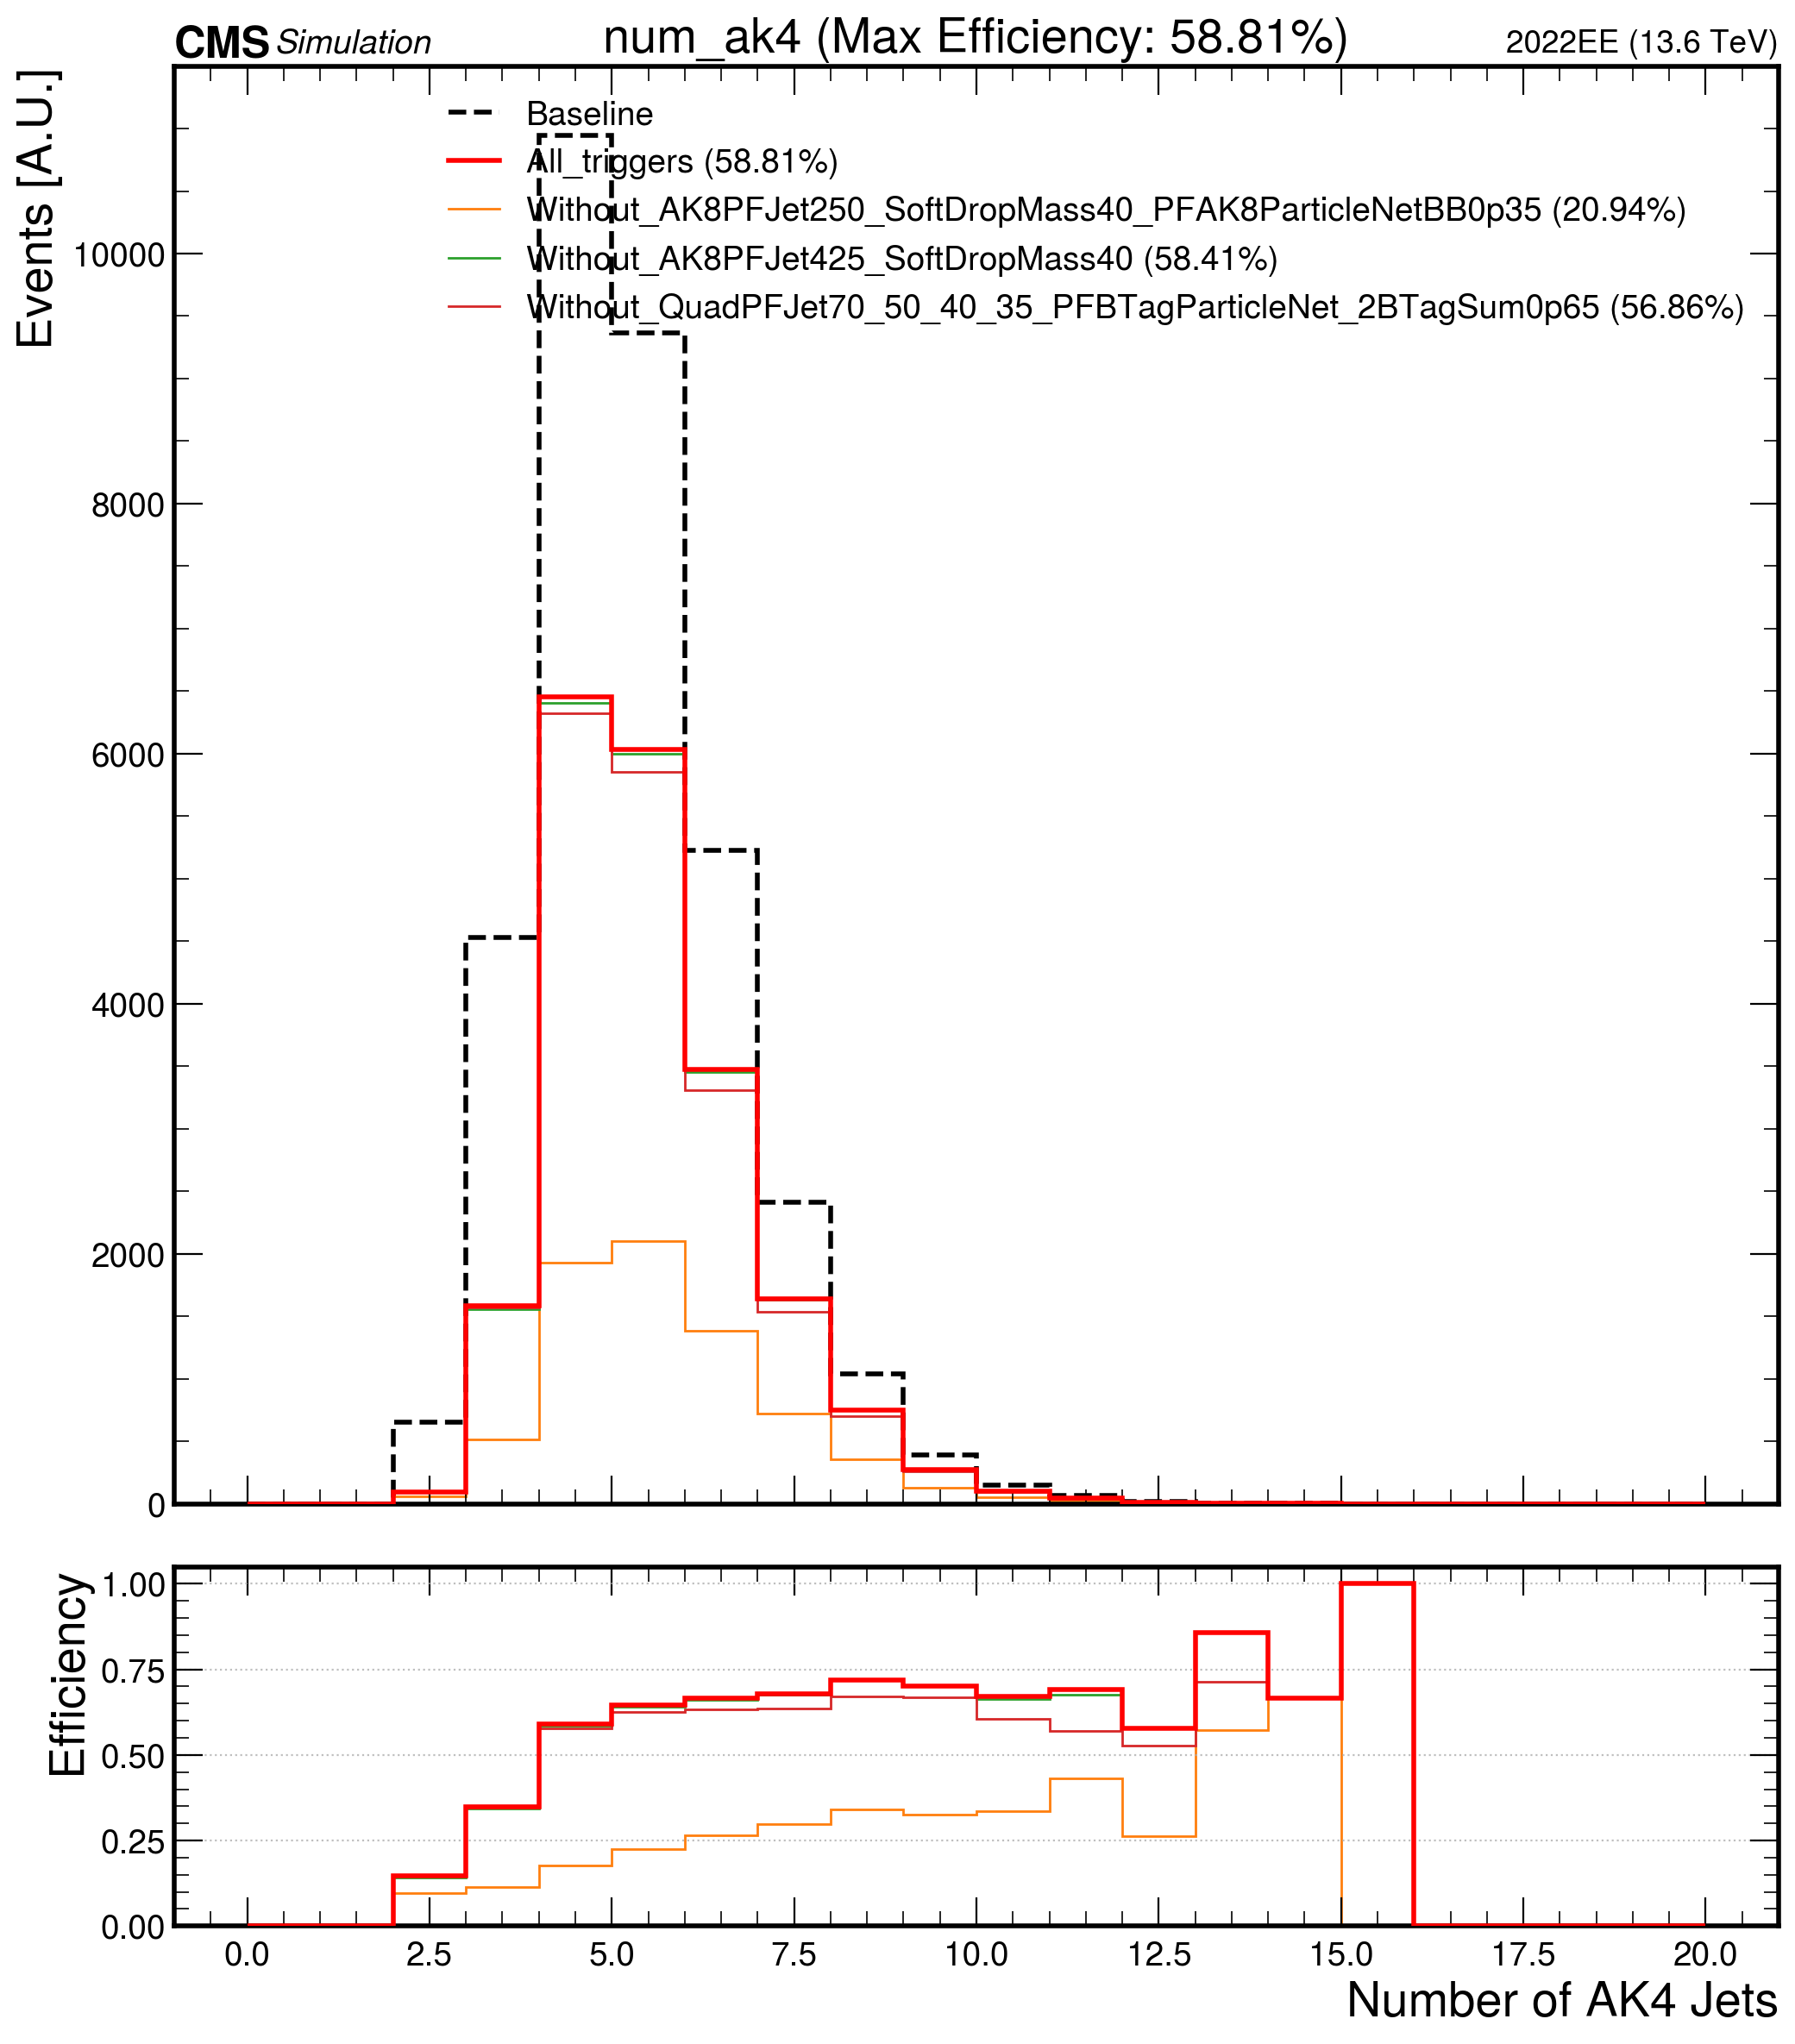 CMS Simulation num_ak4 (Max Efficiency: 58.81%) 2022EE (13.6 TeV)
Events [A.U.]
Baseline
All_triggers (58.81%)
Without_AK8PFJet250_SoftDropMass40_PFAK8ParticleNetBB0p35 (20.94%)
Without_AK8PFJet425_SoftDropMass40 (58.41%)
Without_QuadPFJet70_50_40_35_PFBTagParticleNet_2BTagSum0p65 (56.86%)
10000
8000
6000
4000
2000
0
Efficiency
1.00
0.75
0.50
0.25
0.00
0.0 2.5 5.0 7.5 10.0 12.5 15.0 17.5 20.0
Number of AK4 Jets